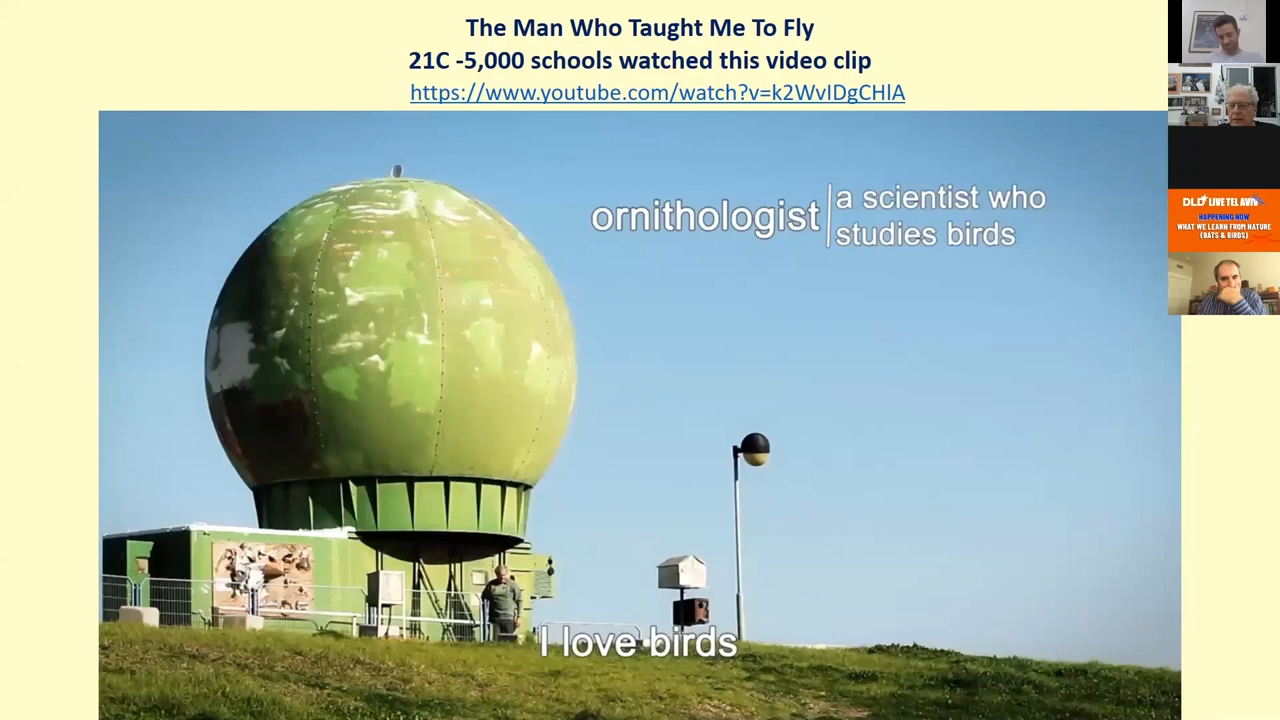 The Man Who Taught Me To Fly
21C -5,000 schools watched this video clip
https://www.youtube.com/watch?v=k2WvIDgCHlA
ornithologist
a scientist who
studies birds
I love birds
DLD LIVE TEL AVIV
HAPPENING NOW
WHAT WE LEARN FROM NATURE
(BATS & BIRDS)